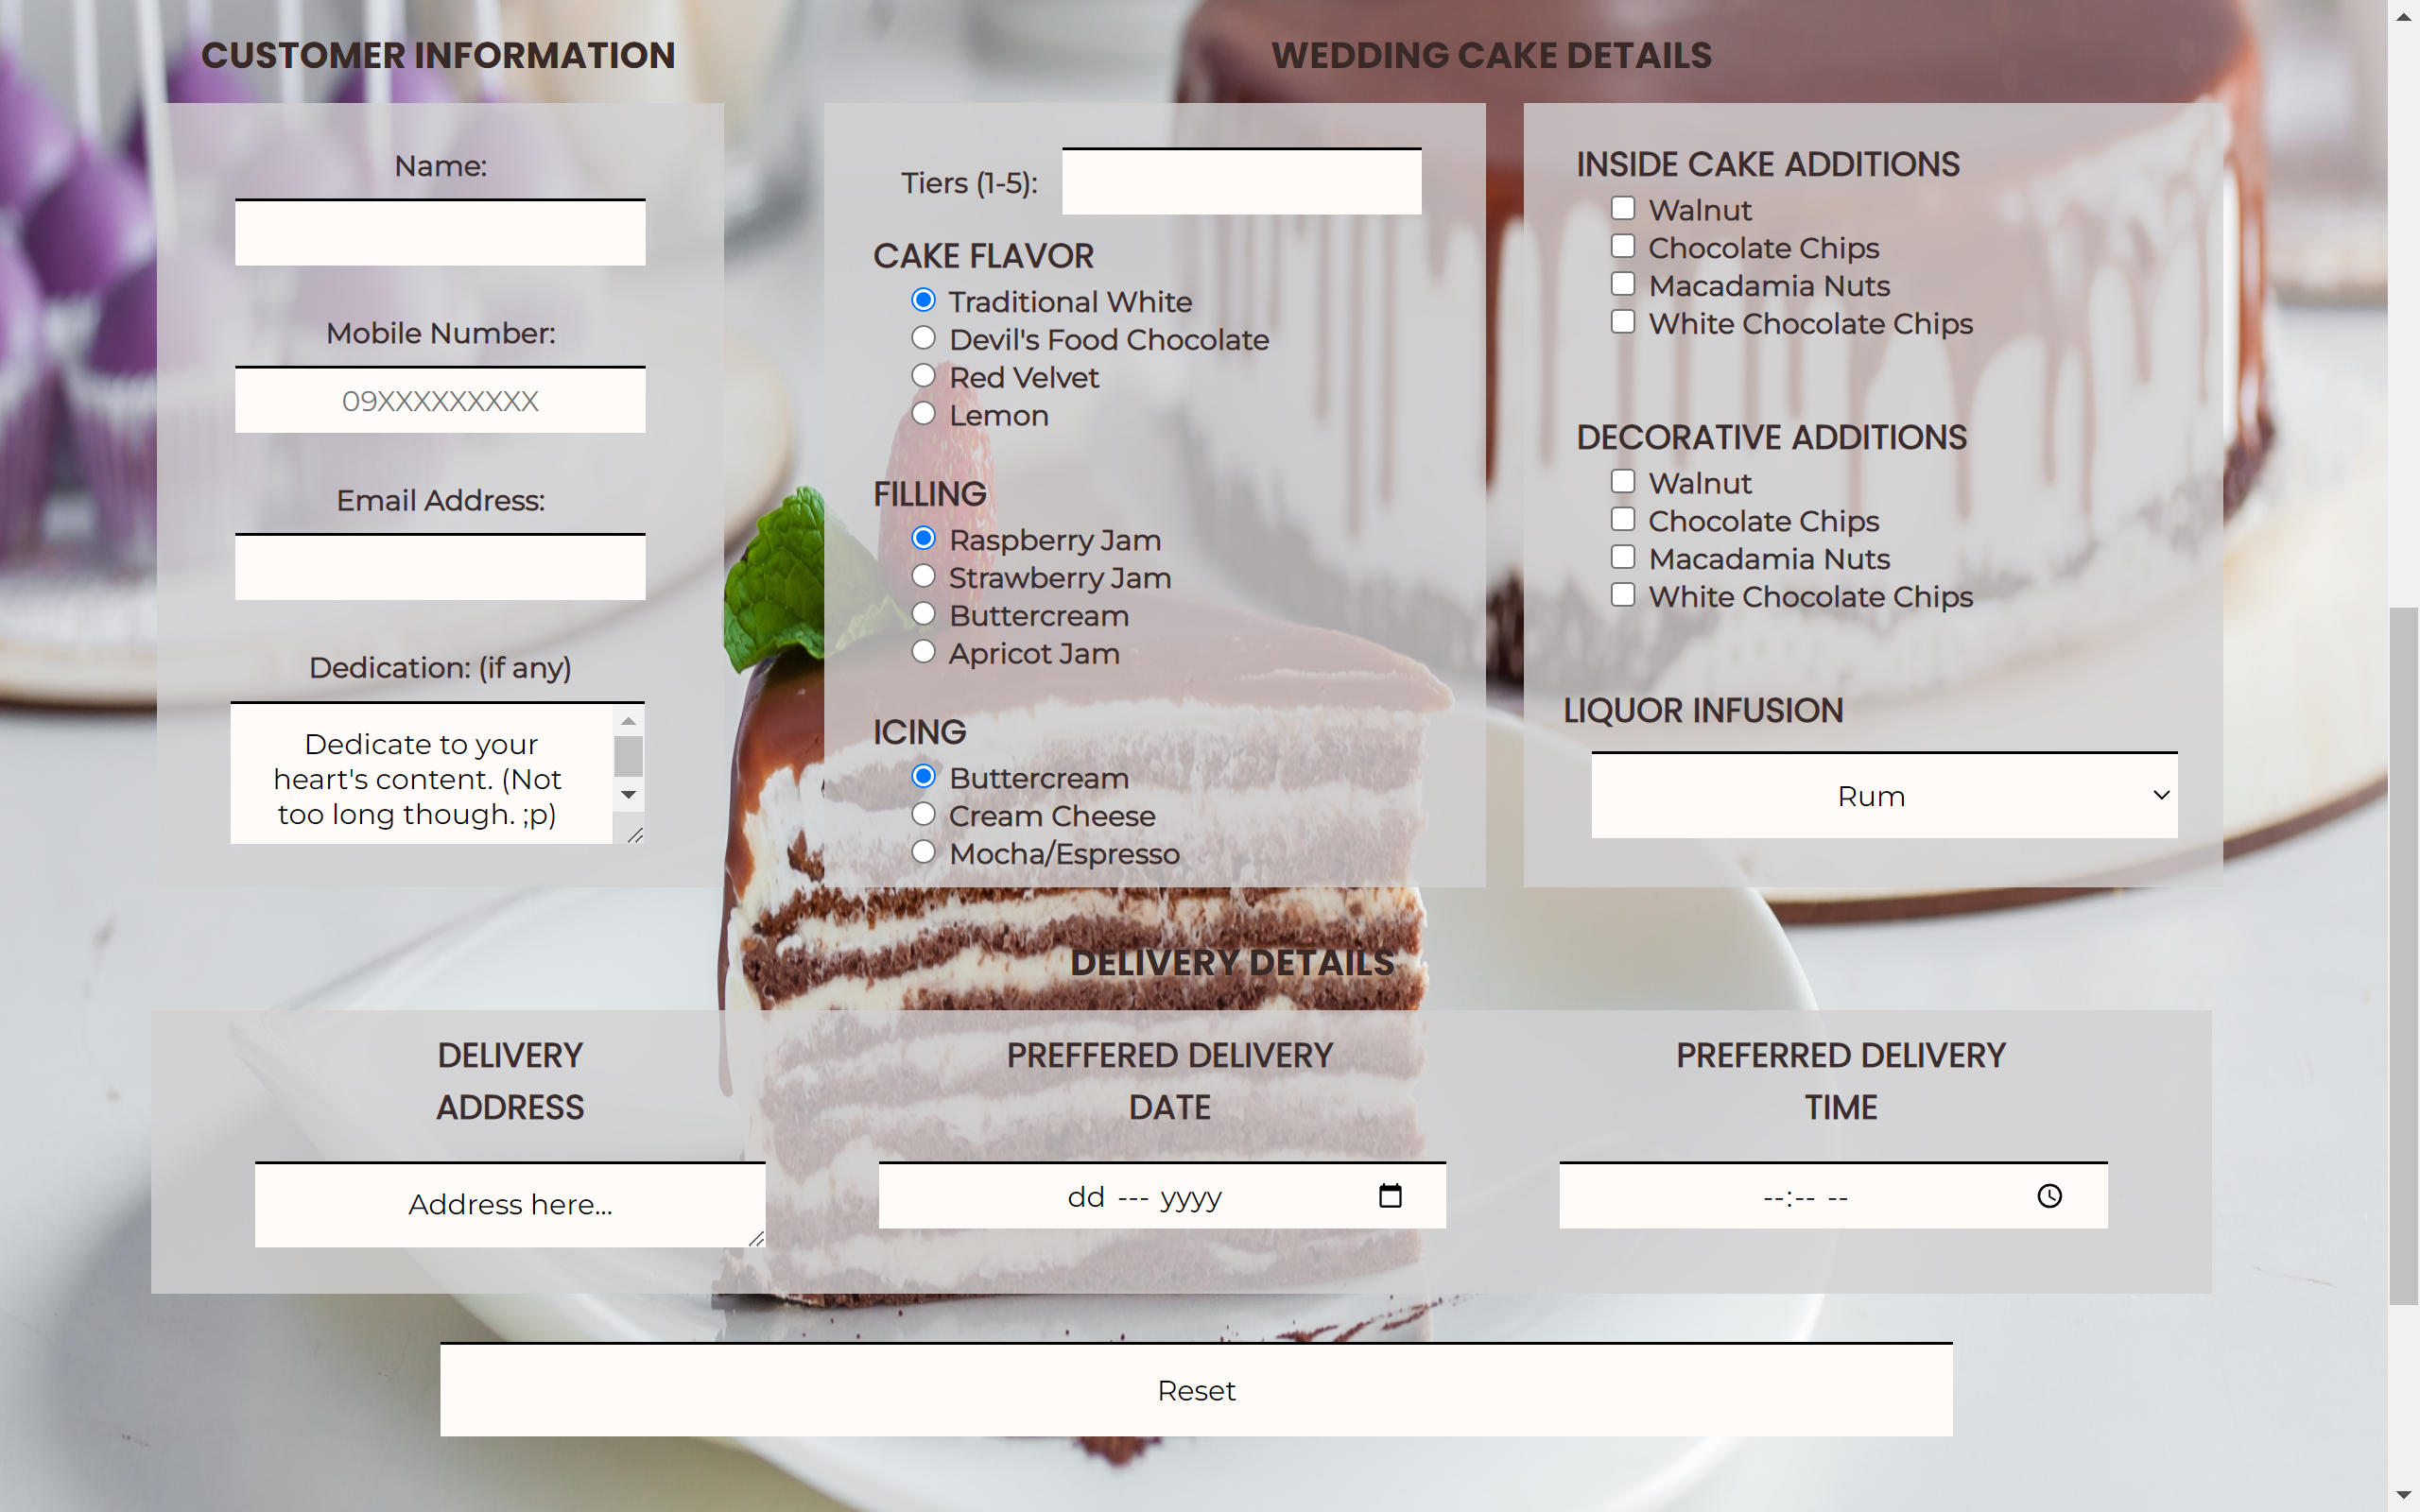 CUSTOMER INFORMATION
Name:
Mobile Number:
09XXXXXXXXX
Email Address:
Dedication: (if any)
Dedicate to your
heart's content. (Not
too long though. ;p)
WEDDING CAKE DETAILS
Tiers (1-5):
CAKE FLAVOR
Traditional White
Devil's Food Chocolate
Red Velvet
Lemon
FILLING
Raspberry Jam
Strawberry Jam
Buttercream
Apricot Jam
ICING
Buttercream
Cream Cheese
Mocha/Espresso
INSIDE CAKE ADDITIONS
Walnut
Chocolate Chips
Macadamia Nuts
White Chocolate Chips
DECORATIVE ADDITIONS
Walnut
Chocolate Chips
Macadamia Nuts
White Chocolate Chips
LIQUOR INFUSION
Rum
DELIVERY DETAILS
DELIVERY
ADDRESS
Address here...
PREFFERED DELIVERY
DATE
dd --- yyyy
PREFERRED DELIVERY
TIME
--:-- --
Reset